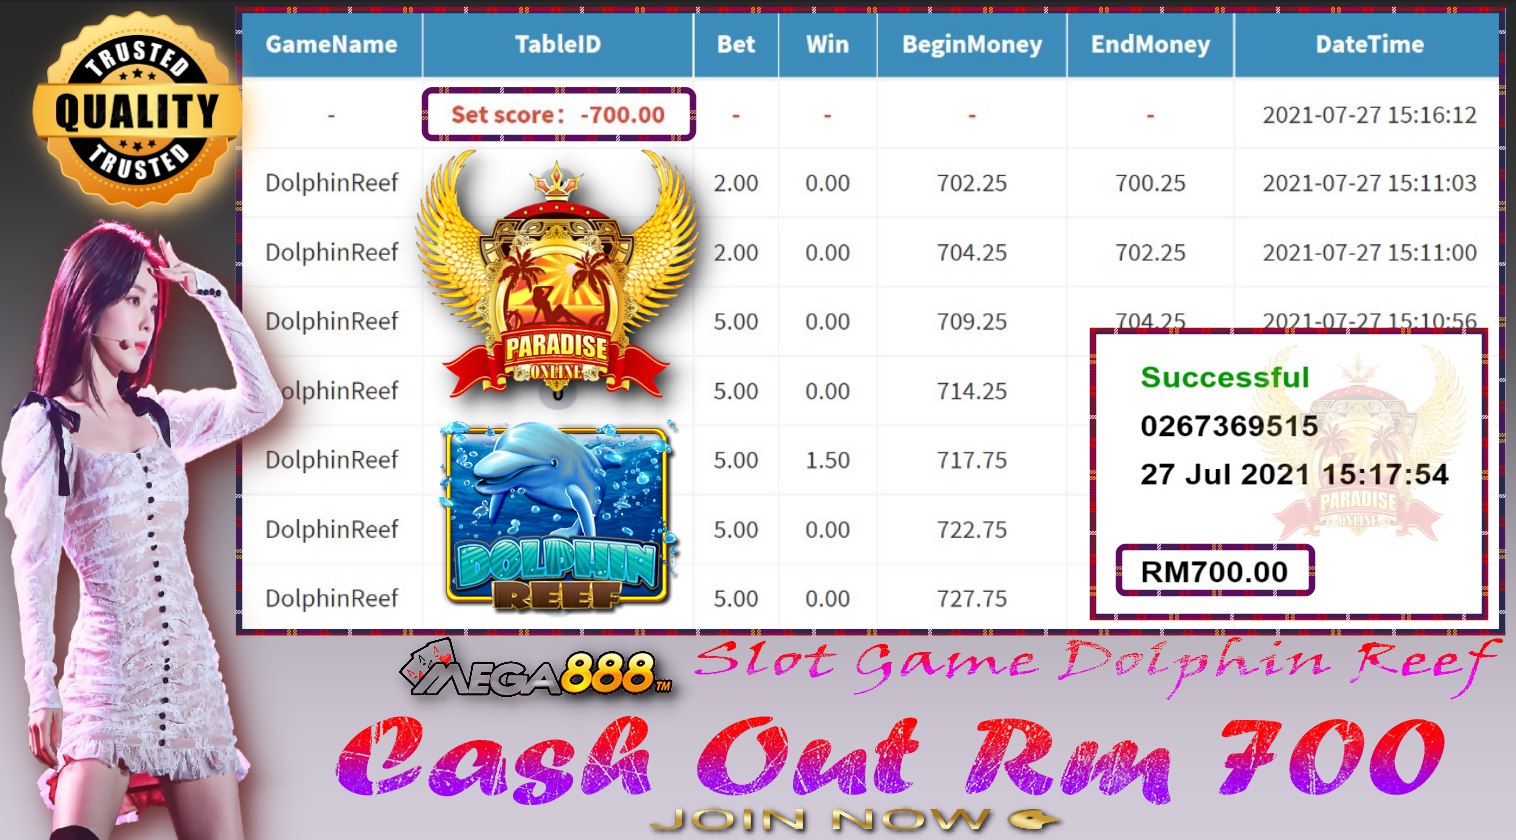 TRUSTED
QUALITY
TRUSTED
GameName TableID Bet Win BeginMoney EndMoney DateTime
- Set score: -700.00 - - - - 2021-07-27 15:16:12
DolphinReef 2.00 0.00 702.25 700.25 2021-07-27 15:11:03
DolphinReef 2.00 0.00 704.25 702.25 2021-07-27 15:11:00
DolphinReef 5.00 0.00 709.25 704.25 2021-07-27 15:10:56
olphinReef 5.00 0.00 714.25
DolphinReef 5.00 1.50 717.75
DolphinReef 5.00 0.00 722.75
DolphinReef 5.00 0.00 727.75
PARADISE
ONLINE
DOLPHIN
REEF
Successful
0267369515
27 Jul 2021 15:17:54
PARADISE
ONLINE
RM700.00
MEGA888 TM
Slot Game Dolphin Reef
Cash Out Rm 700
JOIN NOW